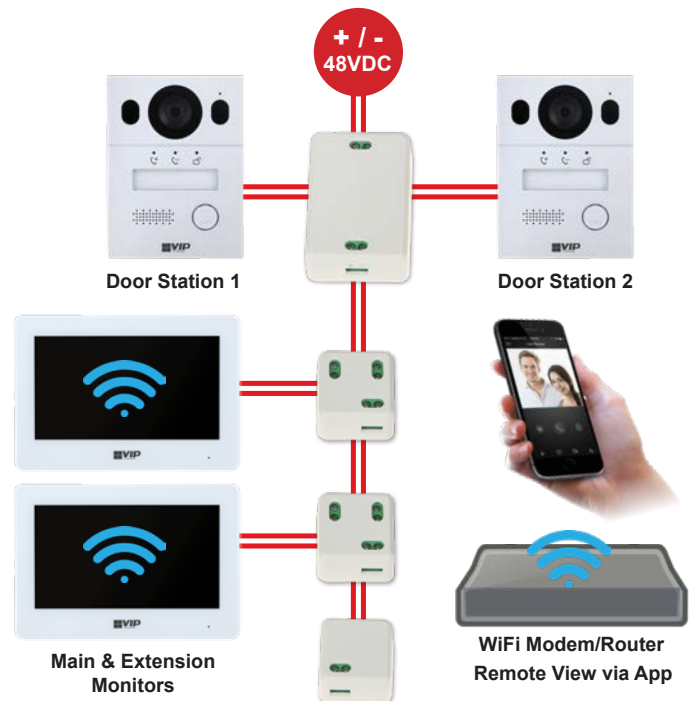 + / -
48VDC
VIP
VIP
Door Station 1
Door Station 2
VIP
VIP
Main & Extension
Monitors
WiFi Modem/Router
Remote View via App